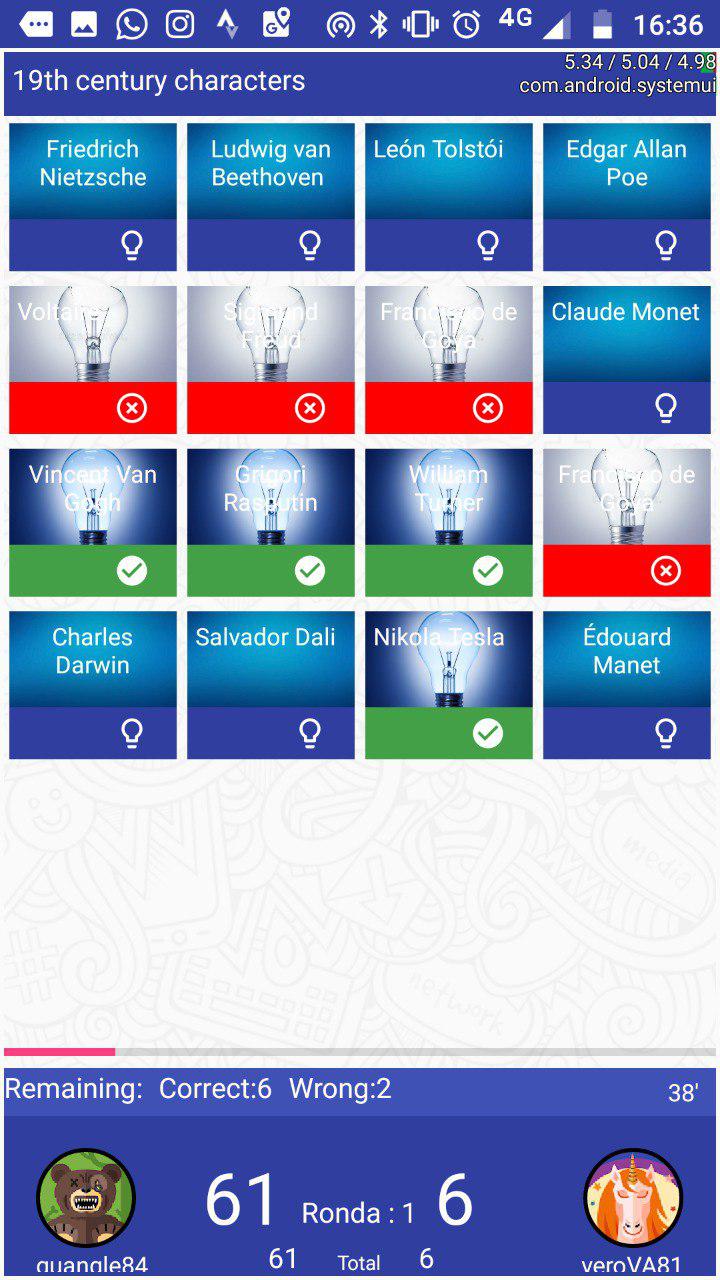 4G 16:36
5.34 / 5.04 / 4.98
19th century characters
com.android.systemui
Friedrich
Nietzsche
Ludwig van
Beethoven
León Tolstói
Edgar Allan
Poe
Voltaire
Sigmund
Freud
Francisco de
Goya
Claude Monet
Vincent Van
Gogh
Grigori
Rasputin
William
Turner
Francisco de
Goya
Charles
Darwin
Salvador Dali
Nikola Tesla
Édouard
Manet
media
network
Remaining: Correct:6 Wrong:2
38'
61 Ronda : 1 6
guangle84 61 Total 6 veroVA81